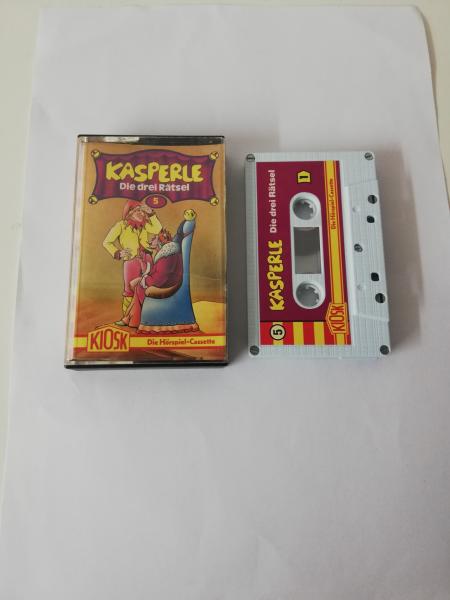 KASPERLE
Die drei Rätsel
5
KIOSK
Die Hörspiel-Cassette
5
KASPERLE Die drei Rätsel
1
KIOSK
Die Hörspiel-Cassette